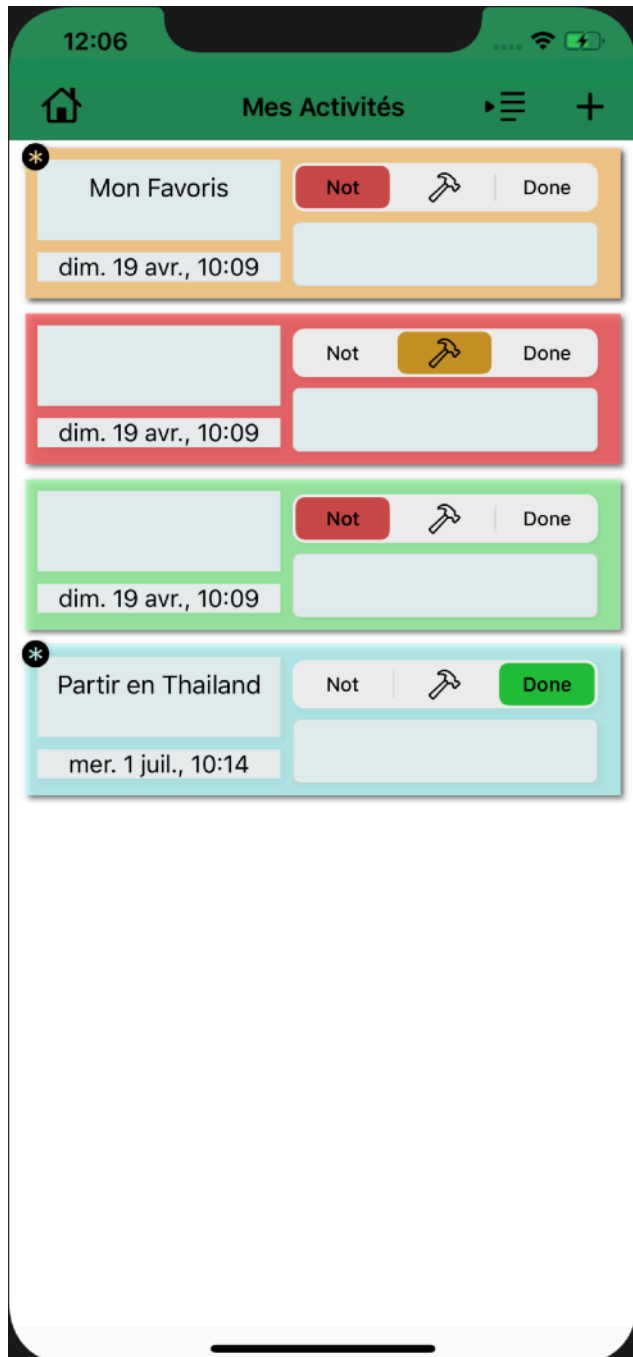 12:06
Mes Activités
Mon Favoris
Not Done
dim. 19 avr., 10:09
Not Done
dim. 19 avr., 10:09
Not Done
dim. 19 avr., 10:09
Partir en Thailand
Not Done
mer. 1 juil., 10:14